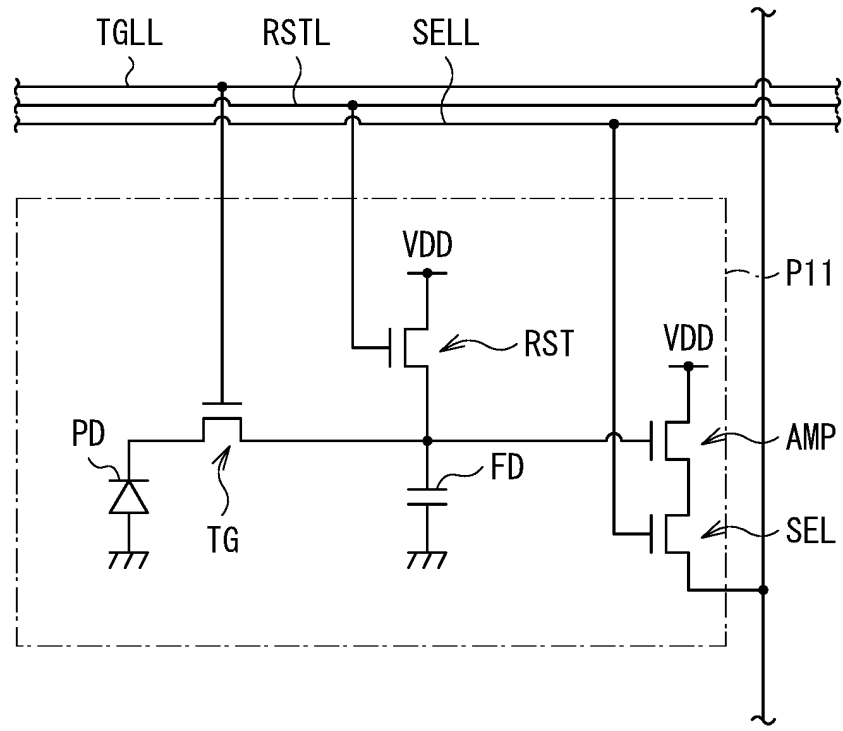 TGLL RSTL SELL
VDD
P11
RST
VDD
PD
AMP
FD
TG
SEL